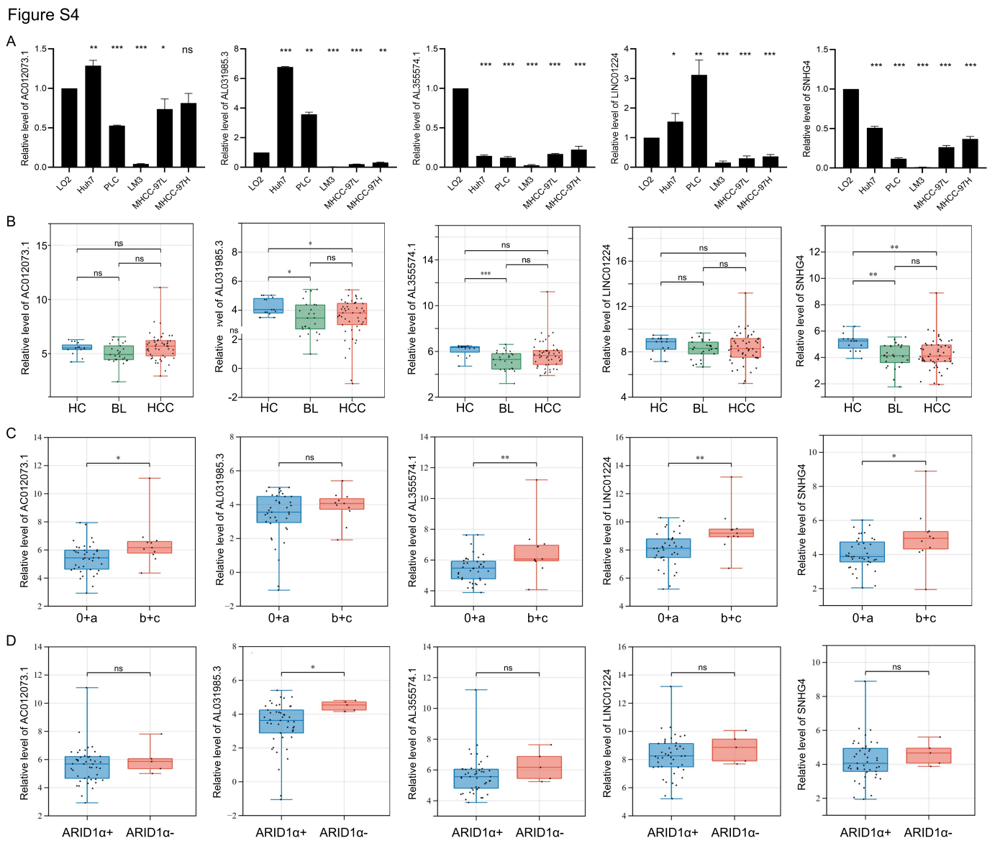 Figure S4
A
Relative level of AC012073.1
1.5
1.0
0.5
0.0
** *** *** * ns
LO2 Huh7 PLC LM3 MHCC-97L MHCC-97H
Relative level of AL031985.3
8
6
4
2
0
*** ** *** *** **
LO2 Huh7 PLC LM3 MHCC-97L MHCC-97H
Relative level of AL355574.1
1.5
1.0
0.5
0.0
*** *** *** *** ***
LO2 Huh7 PLC LM3 MHCC-97L MHCC-97H
Relative level of LINC01224
4
3
2
1
0
* ** *** *** ***
LO2 Huh7 PLC LM3 MHCC-97L MHCC-97H
Relative level of SNHG4
1.5
1.0
0.5
0.0
*** *** *** *** ***
LO2 Huh7 PLC LM3 MHCC-97L MHCC-97H
B
Relative level of AC012073.1
15
10
5
ns
ns
ns
HC BL HCC
Relative level of AL031985.3
8
6
4
ns
2
0
-2
*
ns
*
HC BL HCC
Relative level of AL355574.1
14
10
6
2
ns
ns
***
HC BL HCC
Relative level of LINC01224
16
12
8
4
ns
ns
ns
HC BL HCC
Relative level of SNHG4
12
10
8
6
4
2
**
ns
**
HC BL HCC
C
Relative level of AC012073.1
14
12
10
8
6
4
2
*
0+a b+c
Relative level of AL031985.3
8
6
4
2
0
−2
ns
0+a b+c
Relative level of AL355574.1
14
12
10
8
6
4
**
0+a b+c
Relative level of LINC01224
16
14
12
10
8
6
4
**
0+a b+c
Relative level of SNHG4
10
8
6
4
2
*
0+a b+c
D
Relative level of AC012073.1
14
12
10
8
6
4
2
ns
ARID1α+ ARID1α-
Relative level of AL031985.3
8
6
4
2
0
−2
*
ARID1α+ ARID1α-
Relative level of AL355574.1
14
12
10
8
6
4
ns
ARID1α+ ARID1α-
Relative level of LINC01224
16
14
12
10
8
6
4
ns
ARID1α+ ARID1α-
Relative level of SNHG4
10
8
6
4
2
ns
ARID1α+ ARID1α-